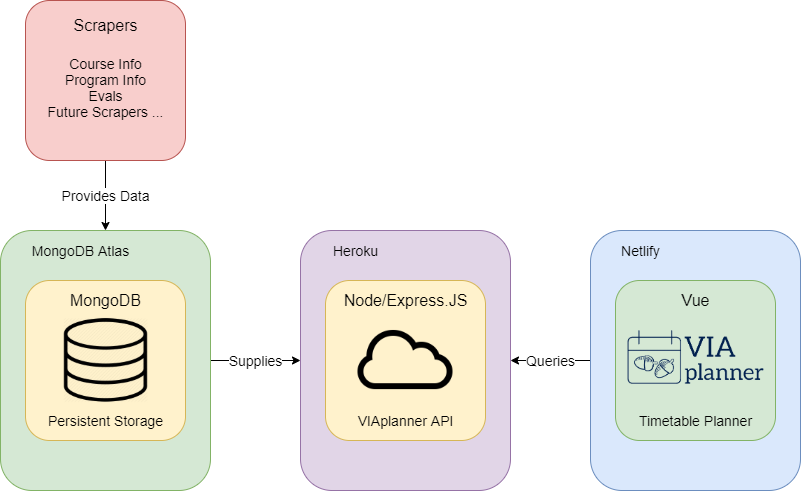 Scrapers
Course Info
Program Info
Evals
Future Scrapers ...
Provides Data
MongoDB Atlas
MongoDB
Persistent Storage
Supplies
Heroku
Node/Express.JS
VIAplanner API
Queries
Netlify
Vue
VIA
planner
Timetable Planner